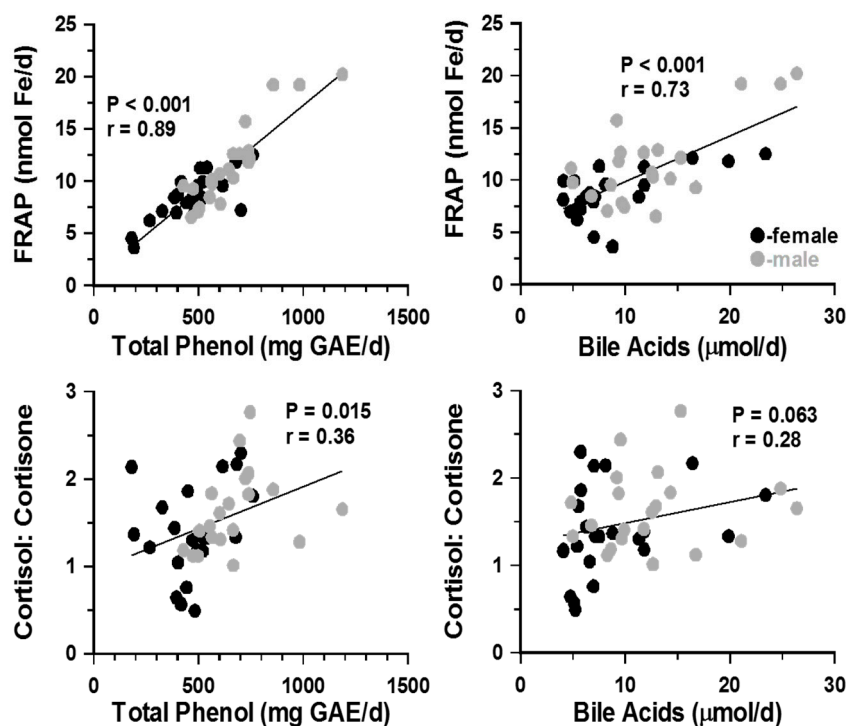 25
20
15
10
5
0
FRAP (nmol Fe/d)
P < 0.001
r = 0.89
0
500
1000
1500
Total Phenol (mg GAE/d)
25
20
15
10
5
0
FRAP (nmol Fe/d)
P < 0.001
r = 0.73
-female
-male
0
10
20
30
Bile Acids (μmol/d)
3
2
1
0
Cortisol: Cortisone
P = 0.015
r = 0.36
0
500
1000
1500
Total Phenol (mg GAE/d)
3
2
1
0
Cortisol: Cortisone
P = 0.063
r = 0.28
0
10
20
30
Bile Acids (μmol/d)